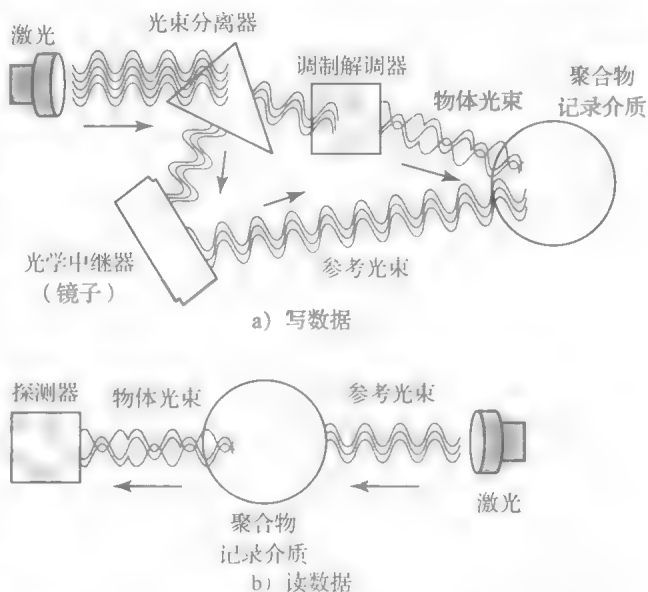 激光
光束分离器
调制解调器
物体光束
聚合物
记录介质
光学中继器
（镜子）
参考光束
a）写数据
探测器
物体光束
参考光束
聚合物
记录介质
激光
b）读数据